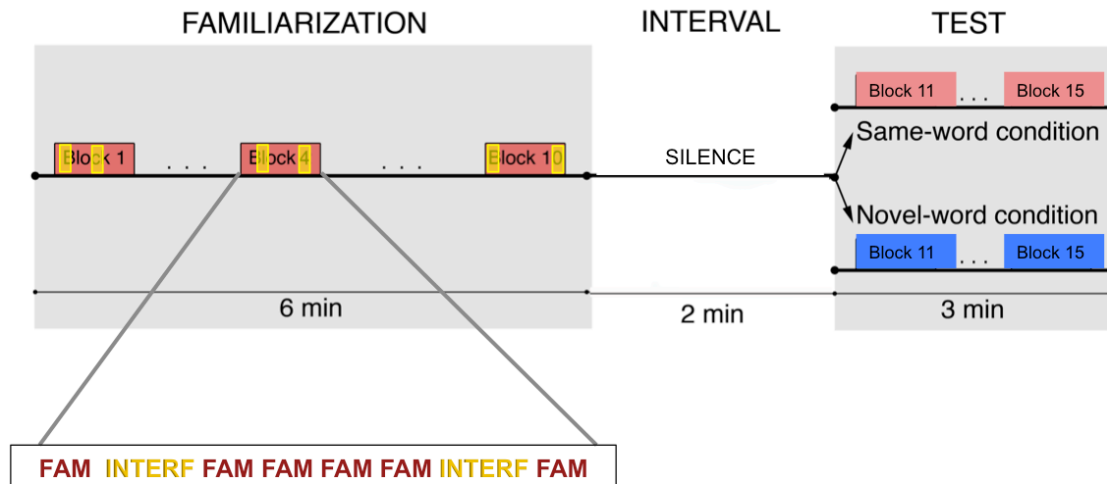 FAMILIARIZATION INTERVAL TEST
Block 11 . . . Block 15
Same-word condition
Block 1 . . . Block 4 . . . Block 10
SILENCE
Novel-word condition
Block 11 . . . Block 15
6 min 2 min 3 min
FAM INTERF FAM FAM FAM FAM INTERF FAM